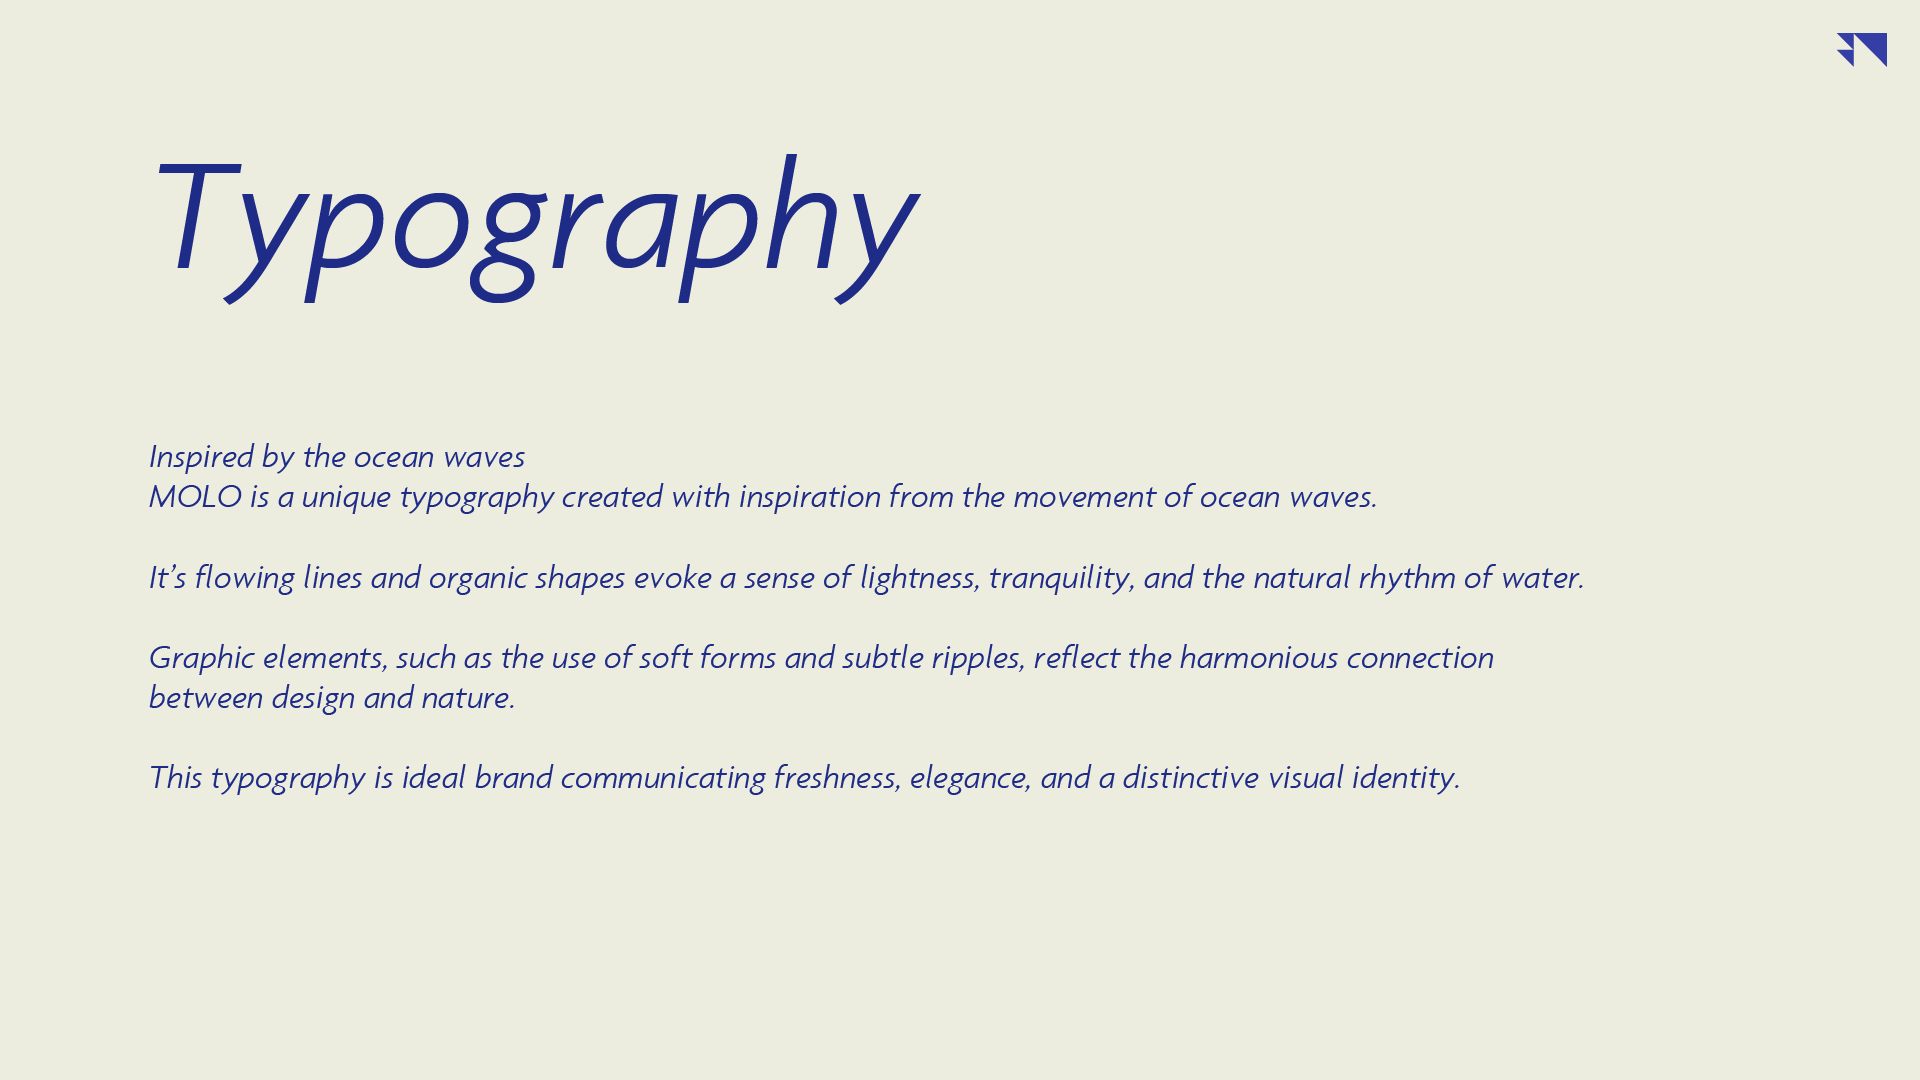 Typography
Inspired by the ocean waves
MOLO is a unique typography created with inspiration from the movement of ocean waves.
It’s flowing lines and organic shapes evoke a sense of lightness, tranquility, and the natural rhythm of water.
Graphic elements, such as the use of soft forms and subtle ripples, reflect the harmonious connection
between design and nature.
This typography is ideal brand communicating freshness, elegance, and a distinctive visual identity.